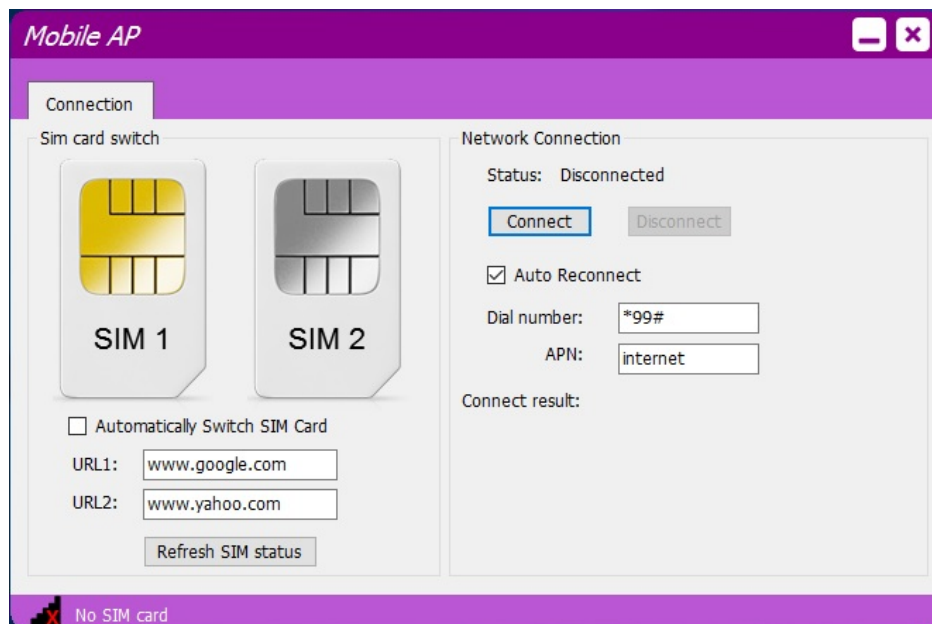 Mobile AP
Connection
Sim card switch
SIM 1
SIM 2
Automatically Switch SIM Card
URL1: www.google.com
URL2: www.yahoo.com
Refresh SIM status
Network Connection
Status: Disconnected
Connect
Disconnect
Auto Reconnect
Dial number: *99#
APN: internet
Connect result:
No SIM card